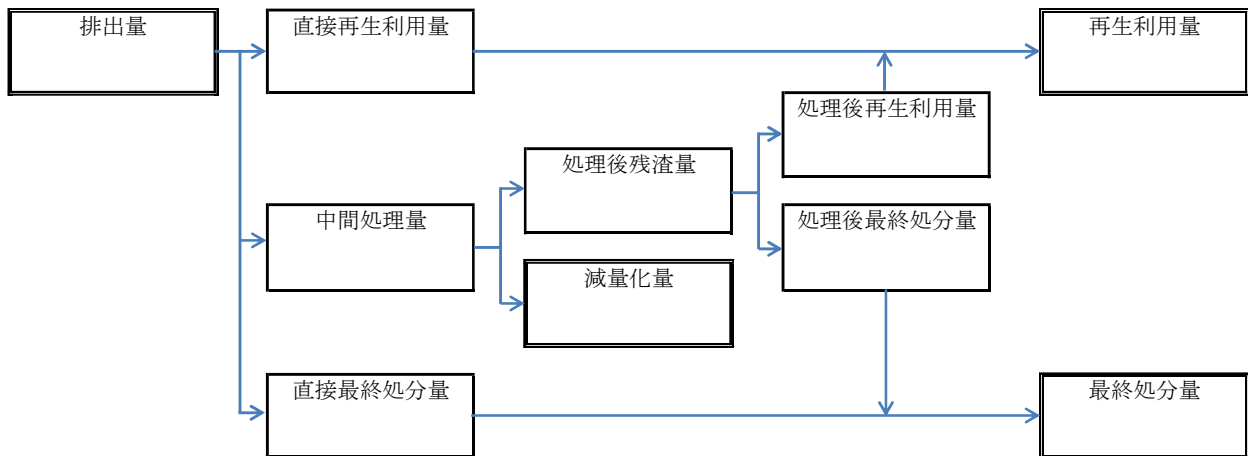 排出量
直接再生利用量
再生利用量
処理後再生利用量
処理後残渣量
中間処理量
処理後最終処分量
減量化量
直接最終処分量
最終処分量